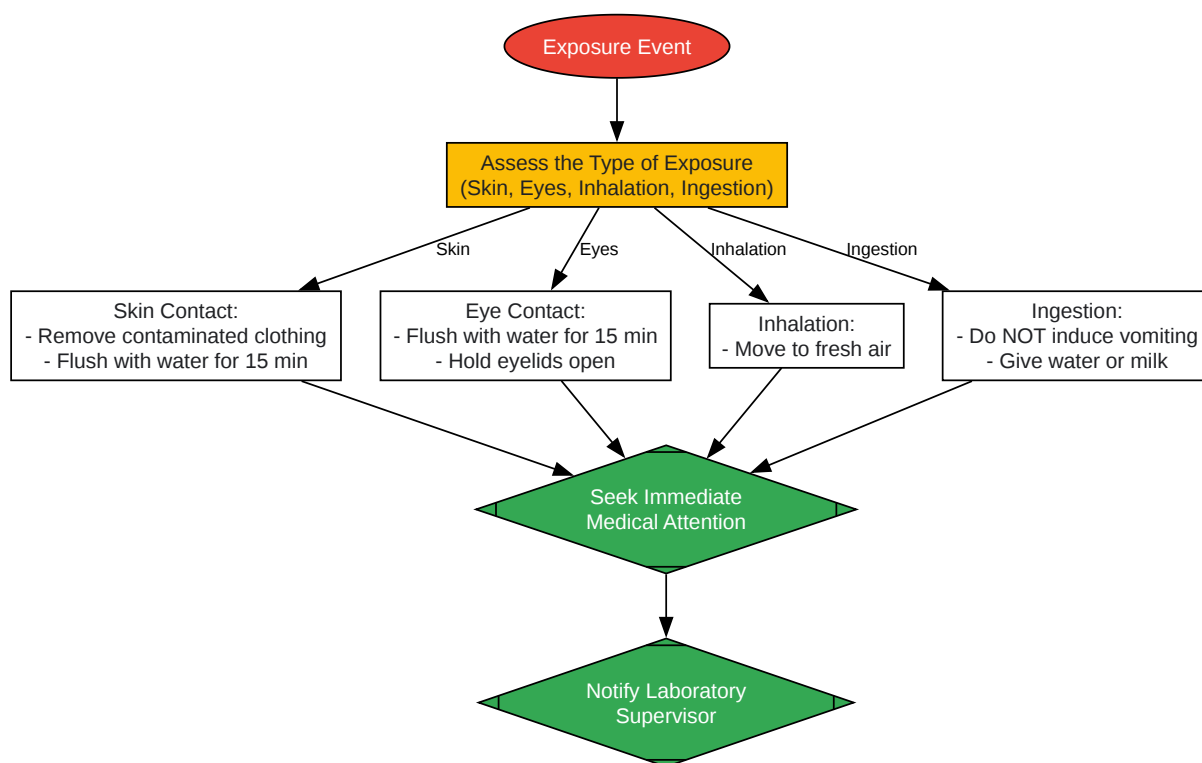 Exposure Event
Assess the Type of Exposure
(Skin, Eyes, Inhalation, Ingestion)
Skin
Eyes
Inhalation
Ingestion
Skin Contact:
- Remove contaminated clothing
- Flush with water for 15 min
Eye Contact:
- Flush with water for 15 min
- Hold eyelids open
Inhalation:
- Move to fresh air
Ingestion:
- Do NOT induce vomiting
- Give water or milk
Seek Immediate
Medical Attention
Notify Laboratory
Supervisor